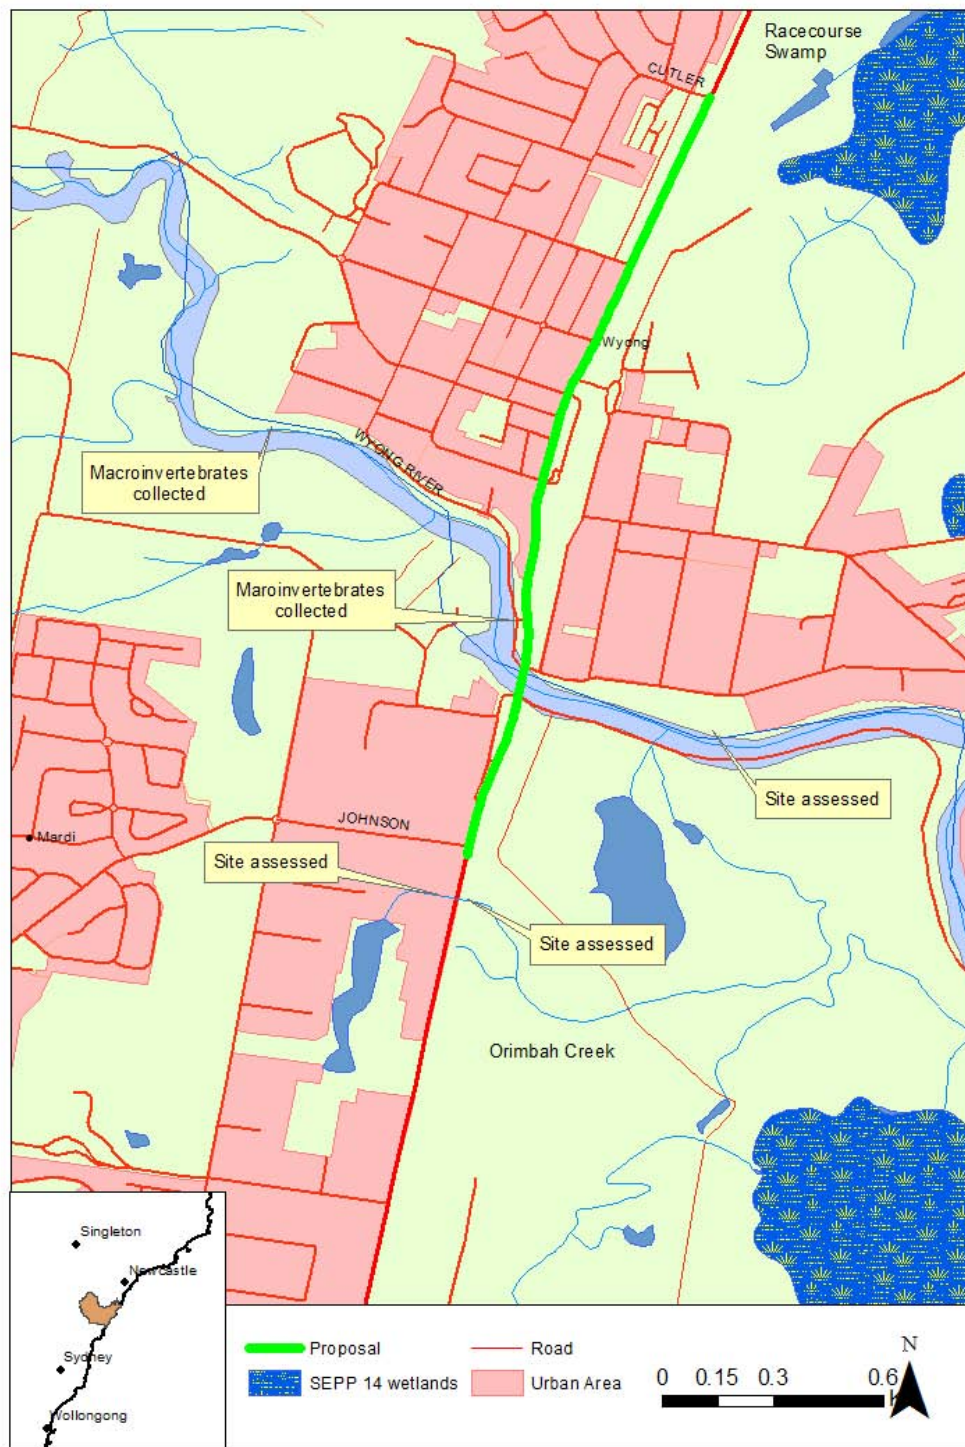 Racecourse
Swamp
CUTLER
Wyong
WYONG RIVER
Macroinvertebrates
collected
Maroinvertebrates
collected
Site assessed
JOHNSON
Mardi
Site assessed
Site assessed
Orimbah Creek
Singleton
Newcastle
Sydney
Wollongong
Proposal
Road
SEPP 14 wetlands
Urban Area
0 0.15 0.3 0.6
N